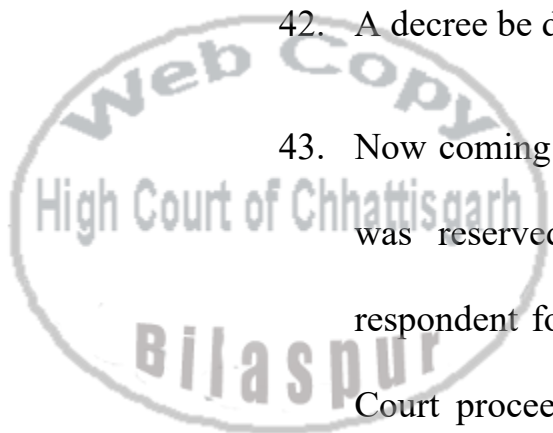 42. A decree be d
Web Copy
43. Now coming
High Court of Chhattisgarh
was reserved
respondent fo
Bilaspur
Court procee